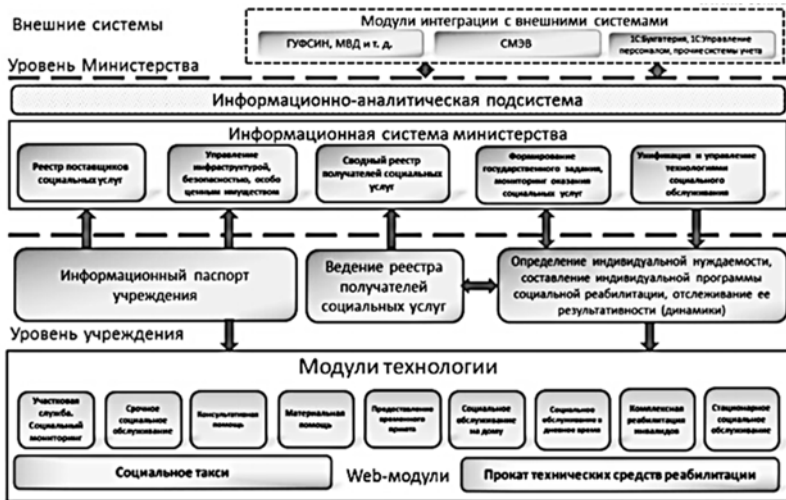 Внешние системы
Модули интеграции с внешними системами
ГУФСИН, МВД и т. д.
СМЭВ
1С:Бухгатерия, 1С:Управление
персоналом, прочие системы учета
Уровень Министерства
Информационно-аналитическая подсистема
Информационная система министерства
Реестр поставщиков
социальных услуг
Управление
инфраструктурой,
безопасностью, особо
ценным имуществом
Сводный реестр
получателей социальных
услуг
Формирование
государственного задания,
мониторинг оказания
социальных услуг
Унификация и управление
технологиями
социального
обслуживания
Информационный паспорт
учреждения
Ведение реестра
получателей
социальных услуг
Определение индивидуальной нуждаемости,
составление индивидуальной программы
социальной реабилитации, отслеживание ее
результативности (динамики)
Уровень учреждения
Модули технологии
Участковая
служба.
Социальный
мониторинг
Срочное
социальное
обслуживание
Консультативная
помощь
Материальная
помощь
Предоставление
временного
приюта
Социальное
обслуживание
на дому
Социальное
обслуживание в
дневное время
Комплексная
реабилитация
инвалидов
Стационарное
социальное
обслуживание
Социальное такси
Web-модули
Прокат технических средств реабилитации